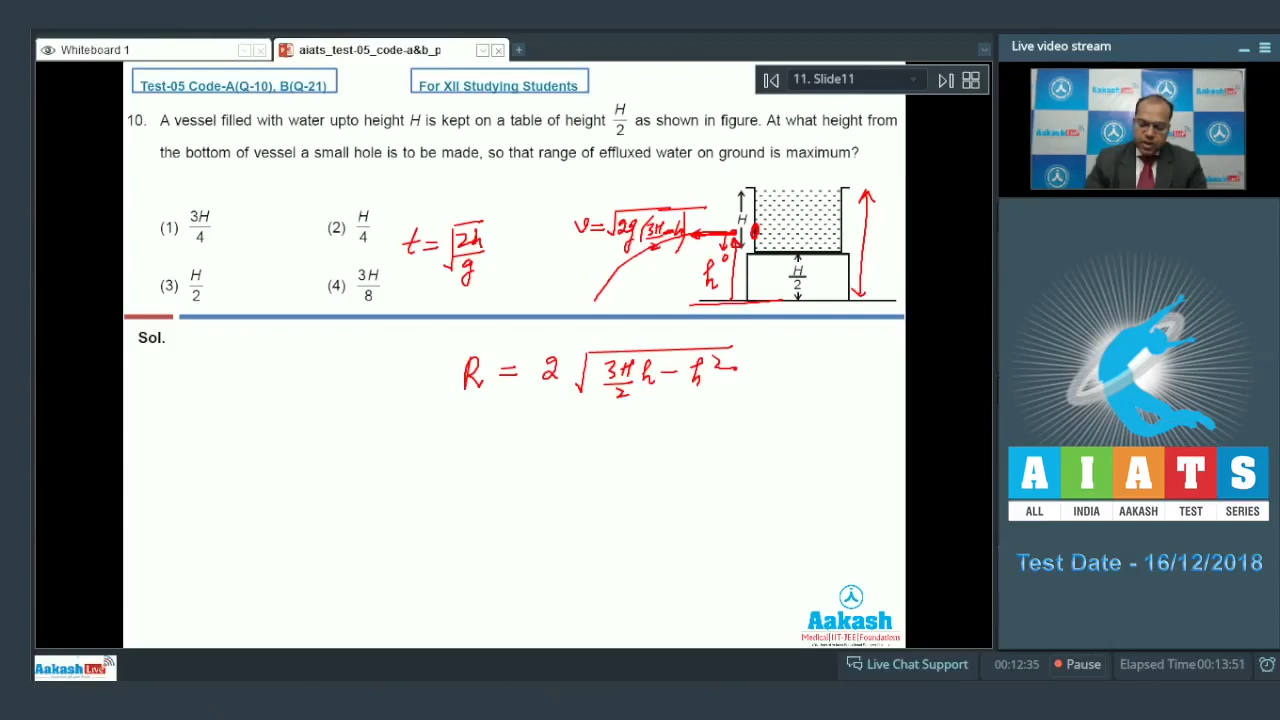 Whiteboard 1
aiats_test-05_code-a&b_p
Live video stream
Test-05 Code-A(Q-10), B(Q-21)
For XII Studying Students
11. Slide11
10. A vessel filled with water upto height H is kept on a table of height H/2 as shown in figure. At what height from
the bottom of vessel a small hole is to be made, so that range of effluxed water on ground is maximum?
(1) 3H/4
(2) H/4
(3) H/2
(4) 3H/8
t = √(2h/g)
v = √(2g(3H/2 - h))
H
h
H/2
Sol.
R = 2 √(3H/2 h - h²)
Aakash
Medical|IIT-JEE|Foundations
A I A T S
ALL INDIA AAKASH TEST SERIES
Test Date - 16/12/2018
Aakash Live
Live Chat Support
00:12:35
Pause
Elapsed Time 00:13:51